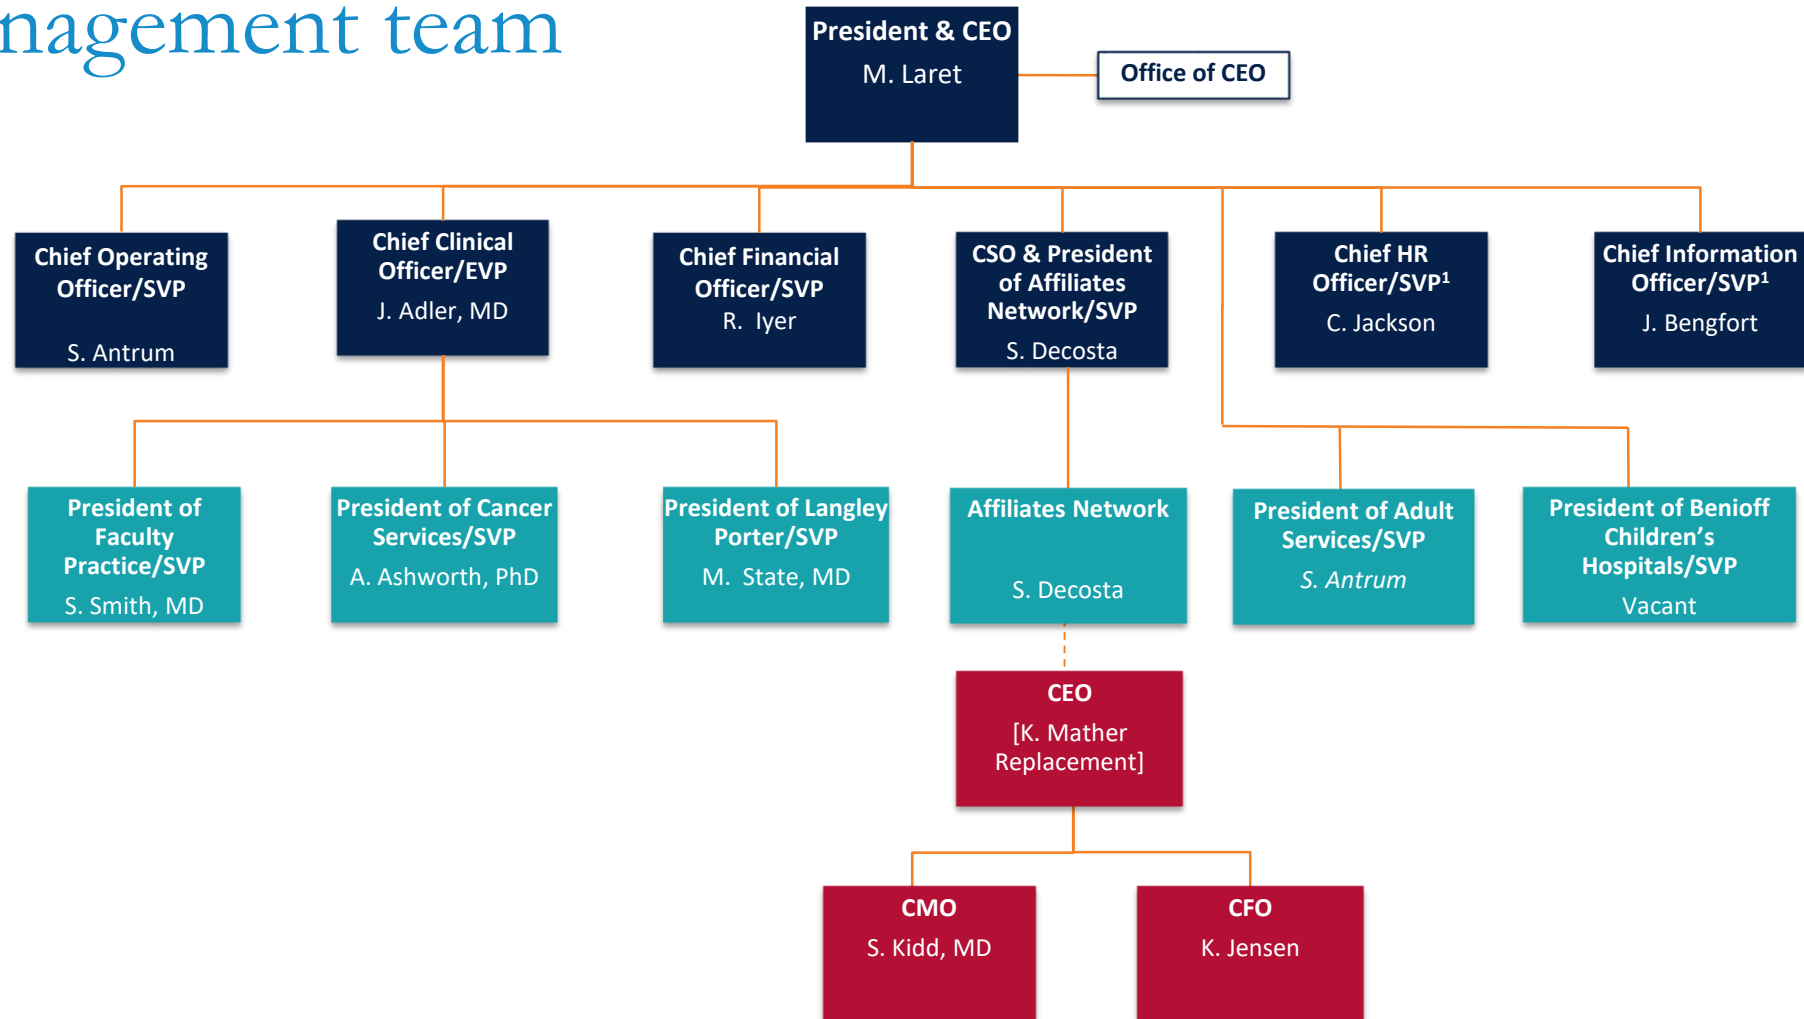 nagement team
President & CEO
M. Laret
Office of CEO
Chief Operating
Officer/SVP
S. Antrum
Chief Clinical
Officer/EVP
J. Adler, MD
Chief Financial
Officer/SVP
R. Iyer
CSO & President
of Affiliates
Network/SVP
S. Decosta
Chief HR
Officer/SVP¹
C. Jackson
Chief Information
Officer/SVP¹
J. Bengfort
President of
Faculty
Practice/SVP
S. Smith, MD
President of Cancer
Services/SVP
A. Ashworth, PhD
President of Langley
Porter/SVP
M. State, MD
Affiliates Network
S. Decosta
President of Adult
Services/SVP
S. Antrum
President of Benioff
Children’s
Hospitals/SVP
Vacant
CEO
[K. Mather
Replacement]
CMO
S. Kidd, MD
CFO
K. Jensen